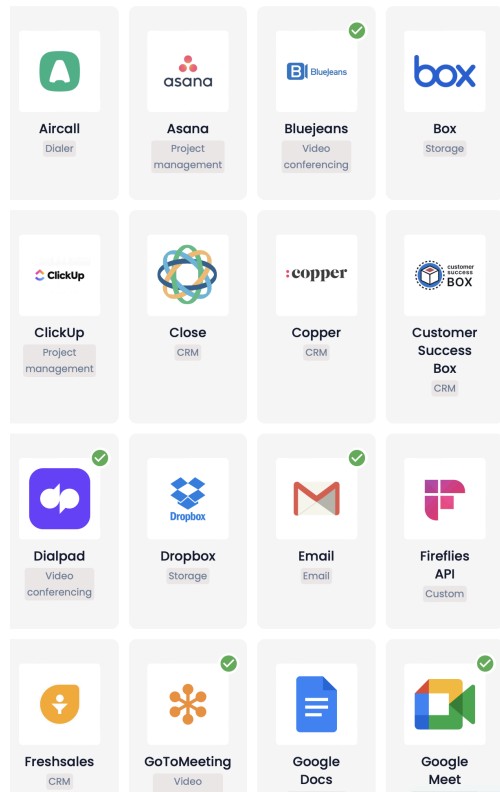 BlueJeans
asana
box
Aircall
Asana
Bluejeans
Box
Dialer
Project
management
Video
conferencing
Storage
ClickUp
copper
customer
success
BOX
ClickUp
Close
Copper
Customer
Success
Box
Project
management
CRM
CRM
CRM
Dropbox
Dialpad
Dropbox
Email
Fireflies
API
Video
conferencing
Storage
Email
Custom
Freshsales
GoToMeeting
Google
Docs
Google
Meet
CRM
Video